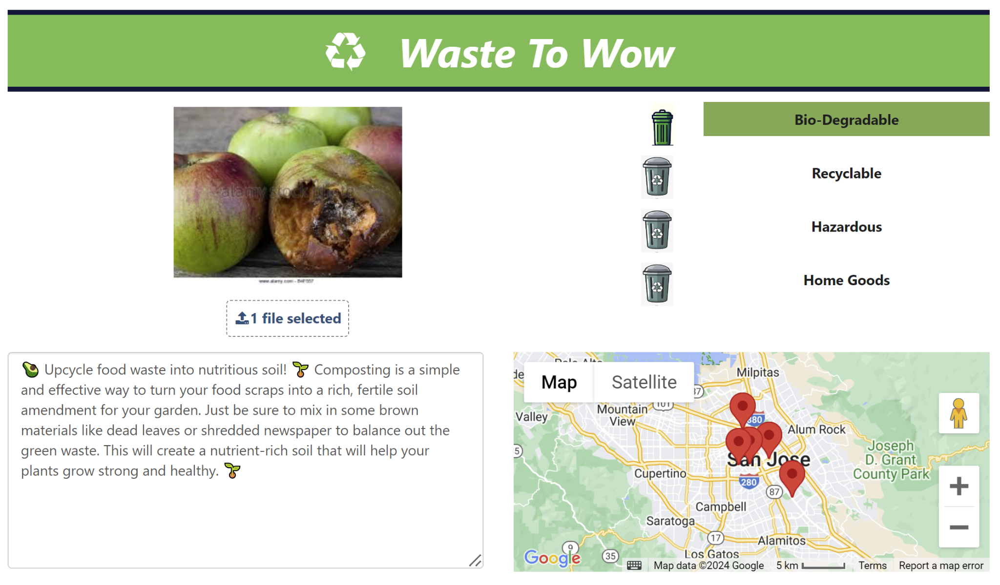 Waste To Wow
Bio-Degradable
alamy stock photo
Recyclable
Hazardous
www.alamy.com - B4F557
Home Goods
1 file selected
🥑 Upcycle food waste into nutritious soil! 🌱 Composting is a simple
and effective way to turn your food scraps into a rich, fertile soil
amendment for your garden. Just be sure to mix in some brown
materials like dead leaves or shredded newspaper to balance out the
green waste. This will create a nutrient-rich soil that will help your
plants grow strong and healthy. 🌱
Map
Satellite
Palo Alto
Milpitas
101
Mountain
View
Valley
880
Alum Rock
Joseph
D. Grant
County Park
San Jose
Cupertino
280
87
Campbell
Saratoga
17
Alamitos
9
35
Los Gatos
Google
Map data ©2024 Google
5 km
Terms
Report a map error